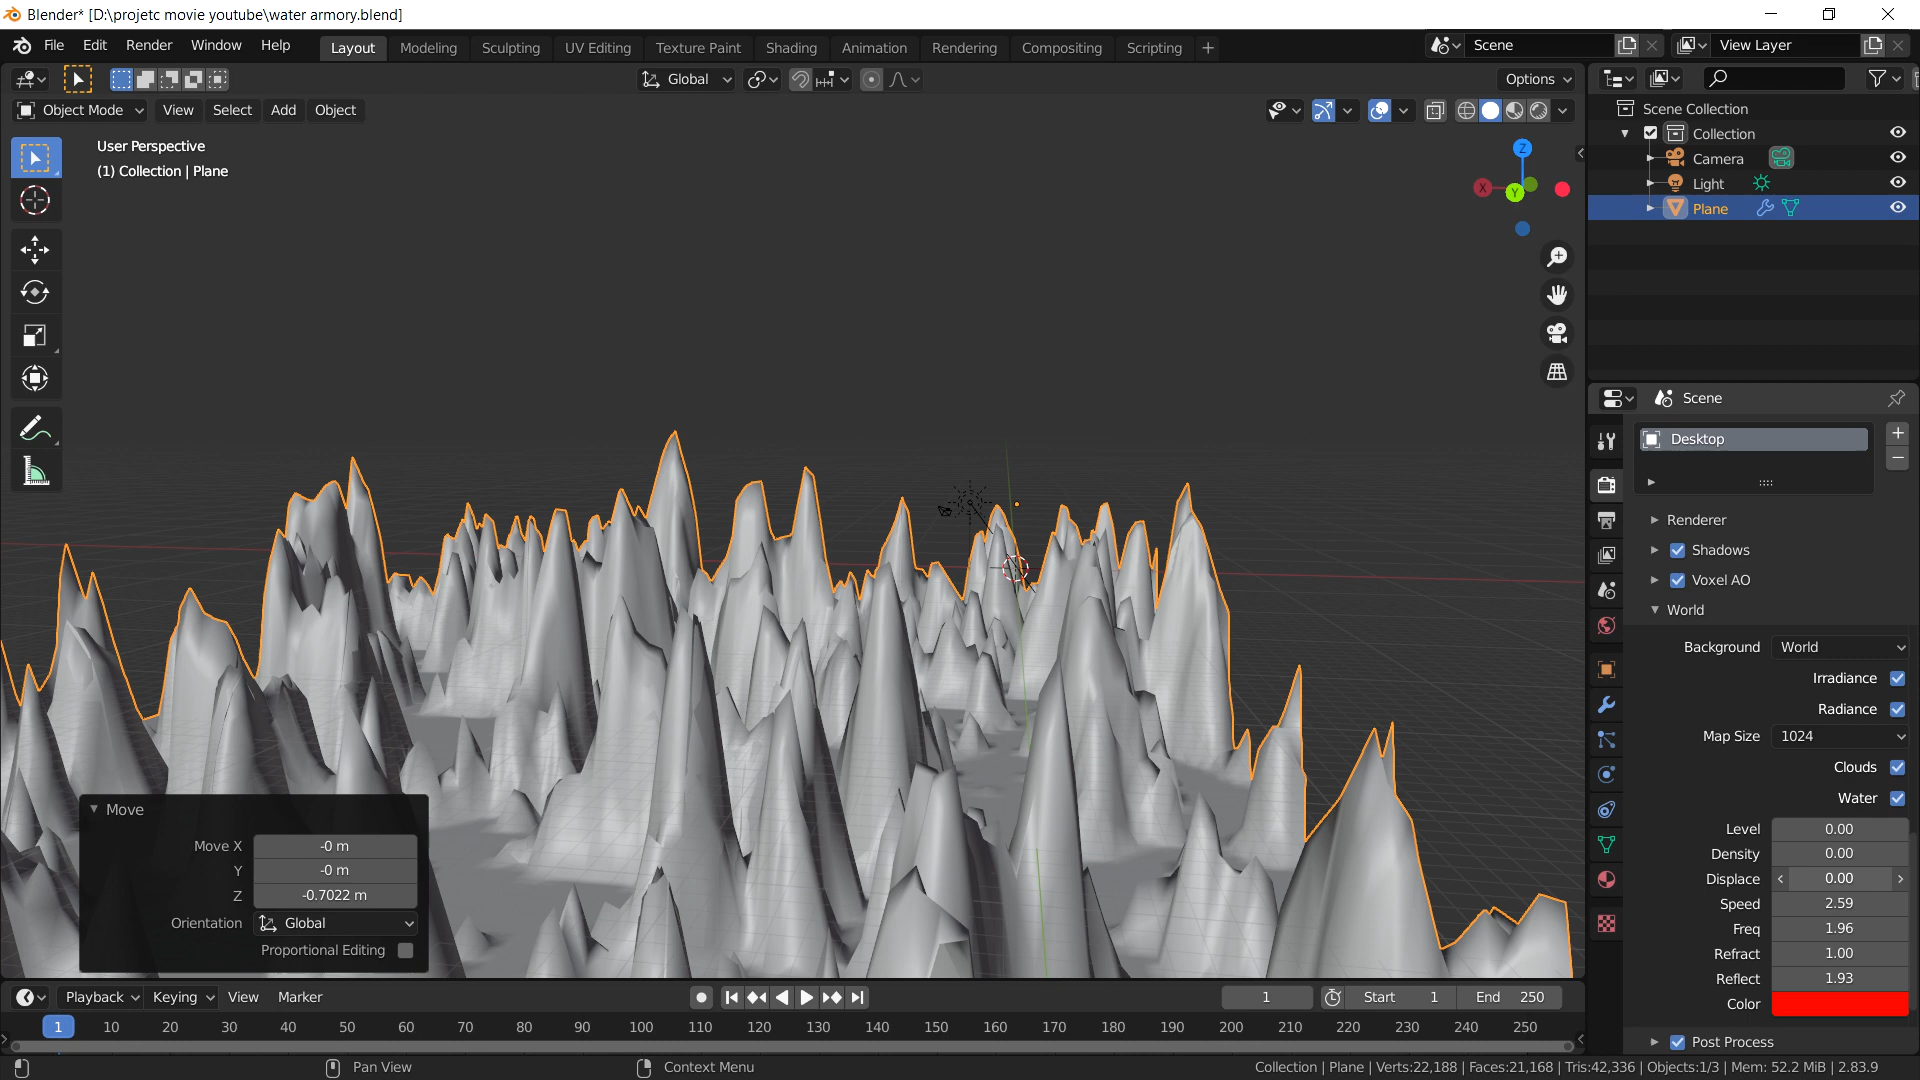 Blender* [D:\projetc movie youtube\water armory.blend]
File Edit Render Window Help Layout Modeling Sculpting UV Editing Texture Paint Shading Animation Rendering Compositing Scripting + Scene View Layer
Global Options
Object Mode View Select Add Object
User Perspective
(1) Collection | Plane
Z
X
Y
Scene Collection
Collection
Camera
Light
Plane
Scene
Desktop
Renderer
Shadows
Voxel AO
World
Background World
Irradiance
Radiance
Map Size 1024
Clouds
Water
Level 0.00
Density 0.00
Displace 0.00
Speed 2.59
Freq 1.96
Refract 1.00
Reflect 1.93
Color
Post Process
Move
Move X -0 m
Y -0 m
Z -0.7022 m
Orientation Global
Proportional Editing
Playback Keying View Marker 1 Start 1 End 250
1 10 20 30 40 50 60 70 80 90 100 110 120 130 140 150 160 170 180 190 200 210 220 230 240 250
Pan View Context Menu Collection | Plane | Verts:22,188 | Faces:21,168 | Tris:42,336 | Objects:1/3 | Mem: 52.2 MiB | 2.83.9